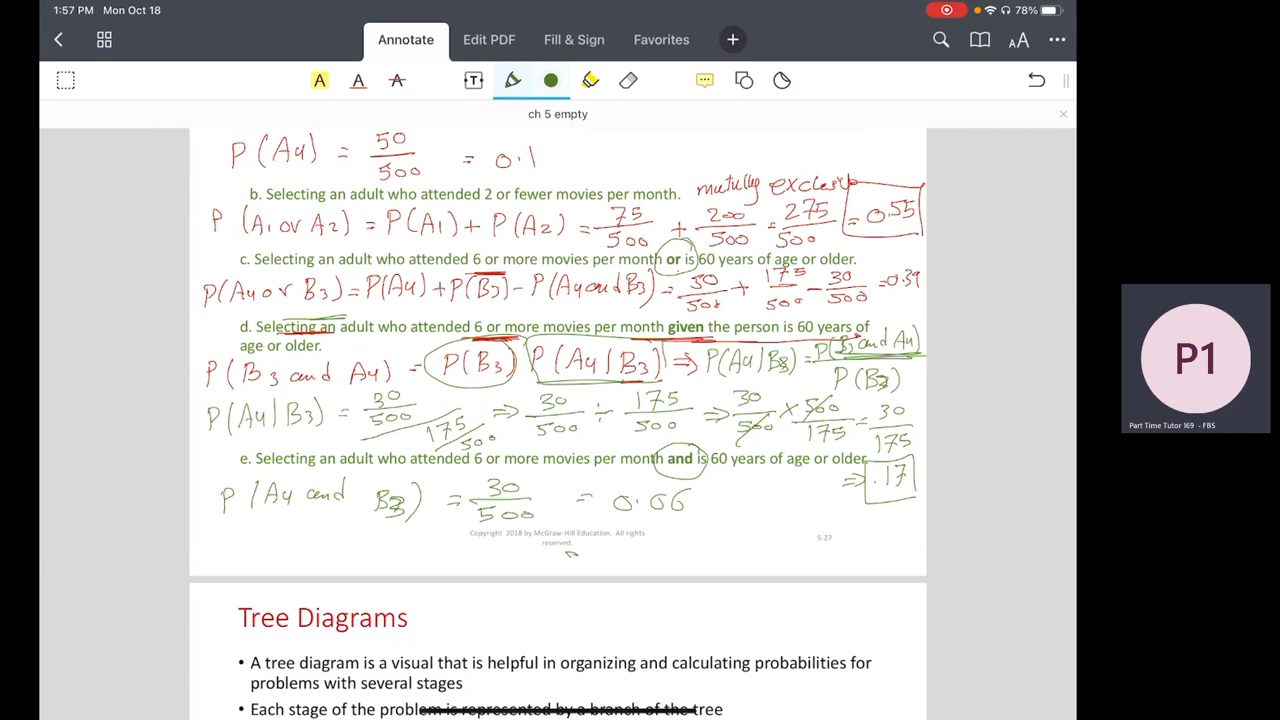 1:57 PM Mon Oct 18
78%
Annotate Edit PDF Fill & Sign Favorites
AA
A A A T
ch 5 empty
P(A4) = 50/500 = 0.1
b. Selecting an adult who attended 2 or fewer movies per month.
P (A1 or A2) = P(A1) + P(A2) = 75/500 + 200/500 = 275/500 = 0.55
c. Selecting an adult who attended 6 or more movies per month or is 60 years of age or older.
P(A4 or B3) = P(A4) + P(B3) - P(A4 and B3) = 50/500 + 175/500 - 30/500 = 0.39
d. Selecting an adult who attended 6 or more movies per month given the person is 60 years of
age or older.
P(B3 and A4) = P(B3) P(A4|B3) ⇒ P(A4|B3) = P(B3 and A4) / P(B3)
P(A4|B3) = 30/500 / 175/500 ⇒ 30/500 ÷ 175/500 ⇒ 30/500 × 500/175 = 30/175
e. Selecting an adult who attended 6 or more movies per month and is 60 years of age or older.
⇒ .17
P(A4 and B3) = 30/500 = 0.06
Copyright 2018 by McGraw-Hill Education. All rights
reserved.
5-27
Tree Diagrams
• A tree diagram is a visual that is helpful in organizing and calculating probabilities for
problems with several stages
• Each stage of the problem is represented by a branch of the tree
P1
Part Time Tutor 169 - FBS